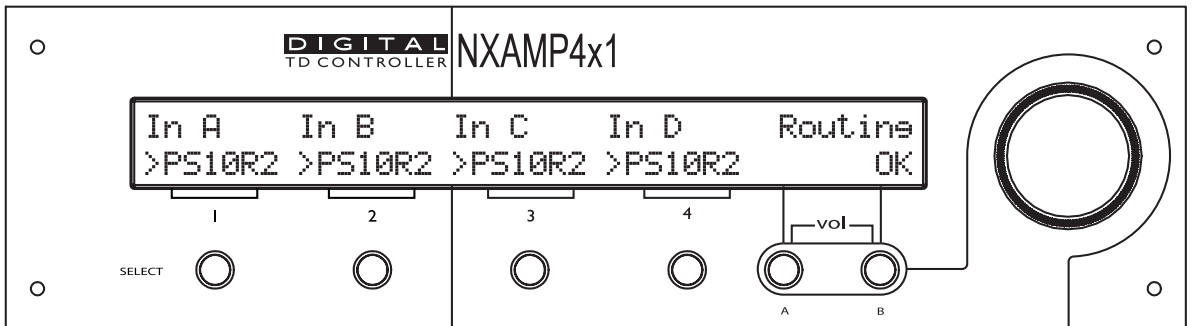 DIGITAL
TD CONTROLLER
NXAMP4x1
In A In B In C In D Routing
>PS10R2 >PS10R2 >PS10R2 >PS10R2 OK
1 2 3 4
vol
SELECT
A B